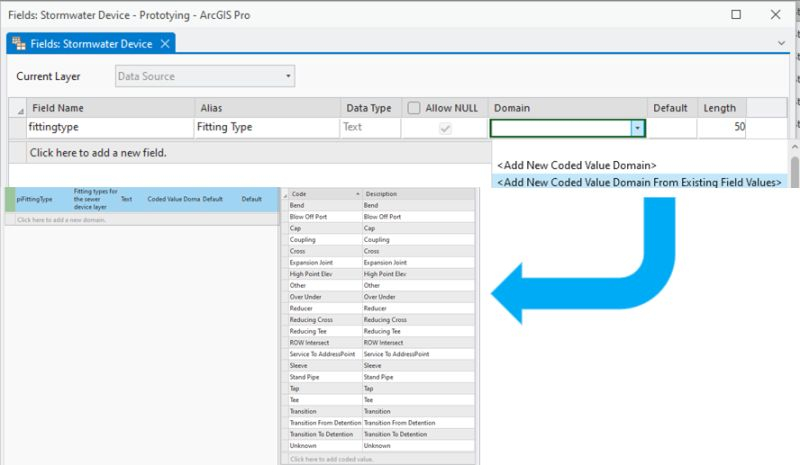 Fields: Stormwater Device - Prototying - ArcGIS Pro
Fields: Stormwater Device
Current Layer Data Source
Field Name Alias Data Type Allow NULL Domain Default Length
fittingtype Fitting Type Text 50
Click here to add a new field.
<Add New Coded Value Domain>
<Add New Coded Value Domain From Existing Field Values>
Fitting types for
piFittingType the sewer Text Coded Value Doma Default Default
device layer
Click here to add a new domain.
Code Description
Bend Bend
Blow Off Port Blow Off Port
Cap Cap
Coupling Coupling
Cross Cross
Expansion Joint Expansion Joint
High Point Elev High Point Elev
Other Other
Over Under Over Under
Reducer Reducer
Reducing Cross Reducing Cross
Reducing Tee Reducing Tee
ROW Intersect ROW Intersect
Service To AddressPoint Service To AddressPoint
Sleeve Sleeve
Stand Pipe Stand Pipe
Tap Tap
Tee Tee
Transition Transition
Transition From Detention Transition From Detention
Transition To Detention Transition To Detention
Unknown Unknown
Click here to add coded value.